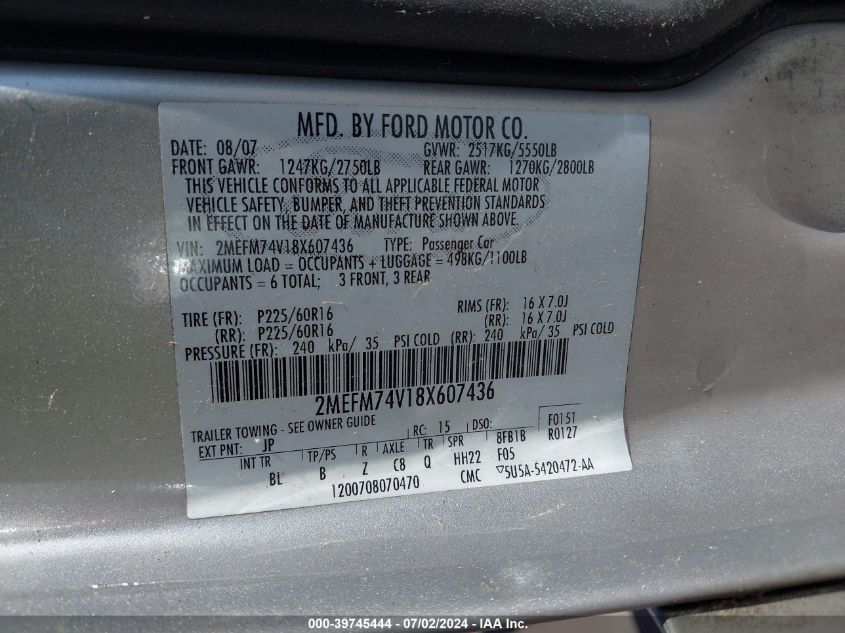 MFD. BY FORD MOTOR CO.
DATE: 08/07 GVWR: 2517KG/5550LB
FRONT GAWR: 1247KG/2750LB REAR GAWR: 1270KG/2800LB
THIS VEHICLE CONFORMS TO ALL APPLICABLE FEDERAL MOTOR
VEHICLE SAFETY, BUMPER, AND THEFT PREVENTION STANDARDS
IN EFFECT ON THE DATE OF MANUFACTURE SHOWN ABOVE.
VIN: 2MEFM74V18X607436 TYPE: Passenger Car
MAXIMUM LOAD = OCCUPANTS + LUGGAGE = 498KG/1100LB
OCCUPANTS = 6 TOTAL; 3 FRONT, 3 REAR
TIRE (FR): P225/60R16 RIMS (FR): 16 X 7.0J
(RR): P225/60R16 (RR): 16 X 7.0J
PRESSURE (FR): 240 kPa/ 35 PSI COLD (RR): 240 kPa/ 35 PSI COLD
2MEFM74V18X607436
TRAILER TOWING - SEE OWNER GUIDE F0151
EXT PNT: JP RC: 15 DSO: R0127
INT TR TP/PS R AXLE TR SPR 8FB1B
BL B Z C8 Q HH22 F05
1200708070470 CMC ▽5U5A-5420472-AA
000-39745444 - 07/02/2024 - IAAI.COM